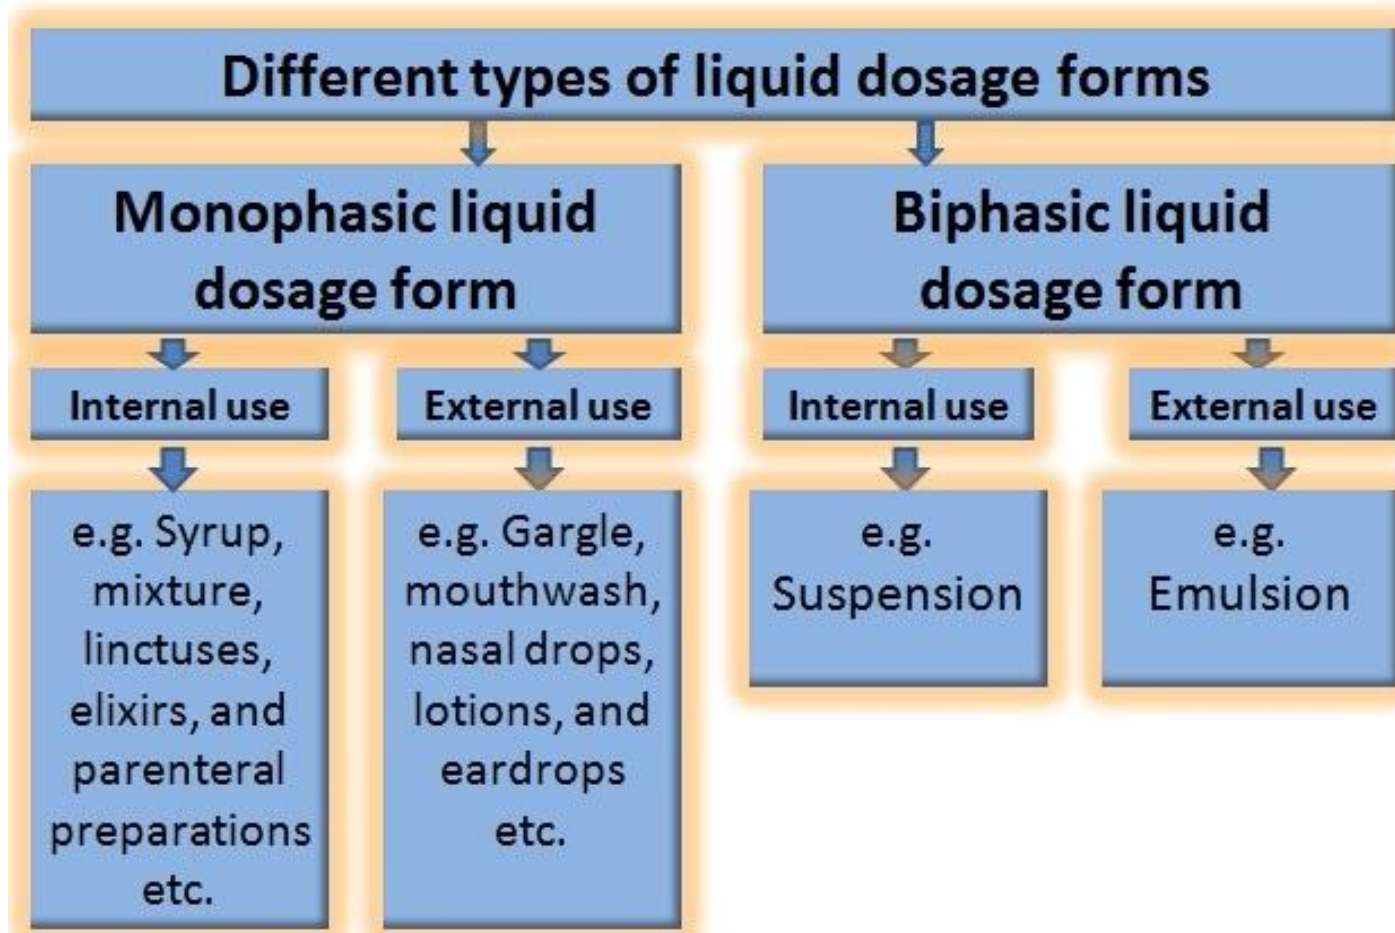 Different types of liquid dosage forms
Monophasic liquid
dosage form
Biphasic liquid
dosage form
Internal use
External use
Internal use
External use
e.g. Syrup,
mixture,
linctuses,
elixirs, and
parenteral
preparations
etc.
e.g. Gargle,
mouthwash,
nasal drops,
lotions, and
eardrops
etc.
e.g.
Suspension
e.g.
Emulsion